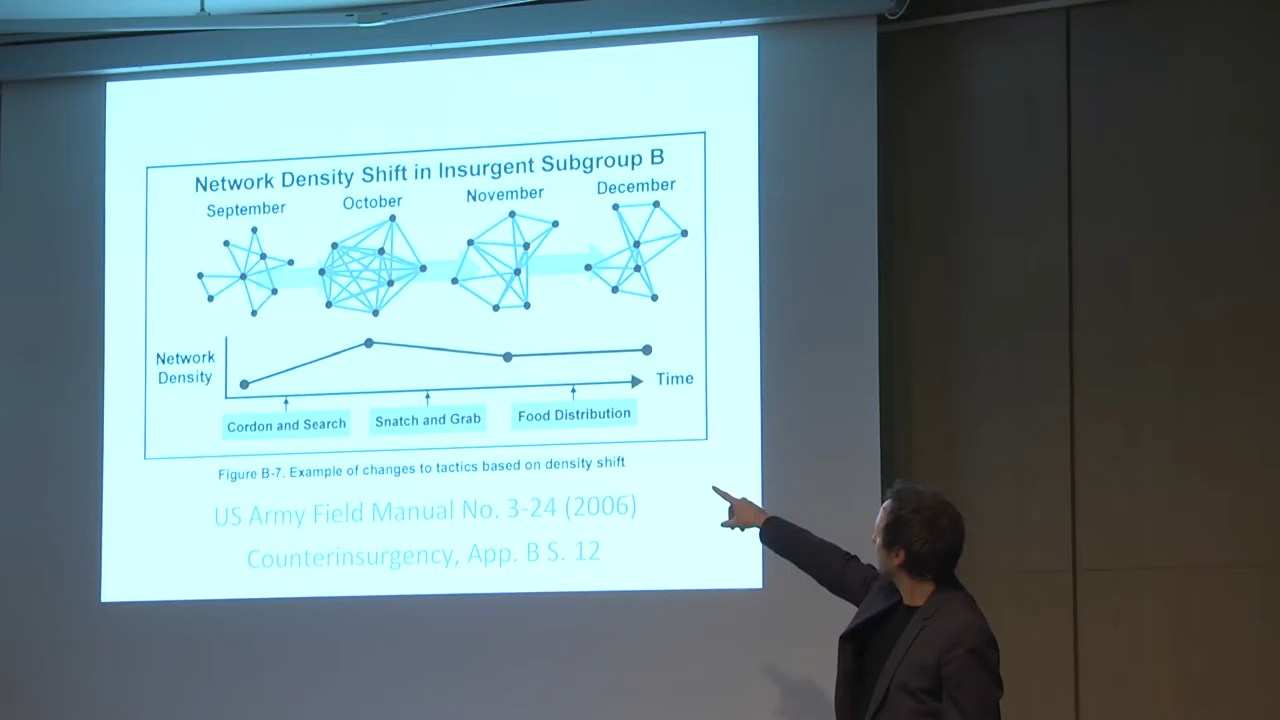 Network Density Shift in Insurgent Subgroup B
September
October
November
December
Network
Density
Time
Cordon and Search
Snatch and Grab
Food Distribution
Figure B-7. Example of changes to tactics based on density shift
US Army Field Manual No. 3-24 (2006)
Counterinsurgency, App. B S. 12